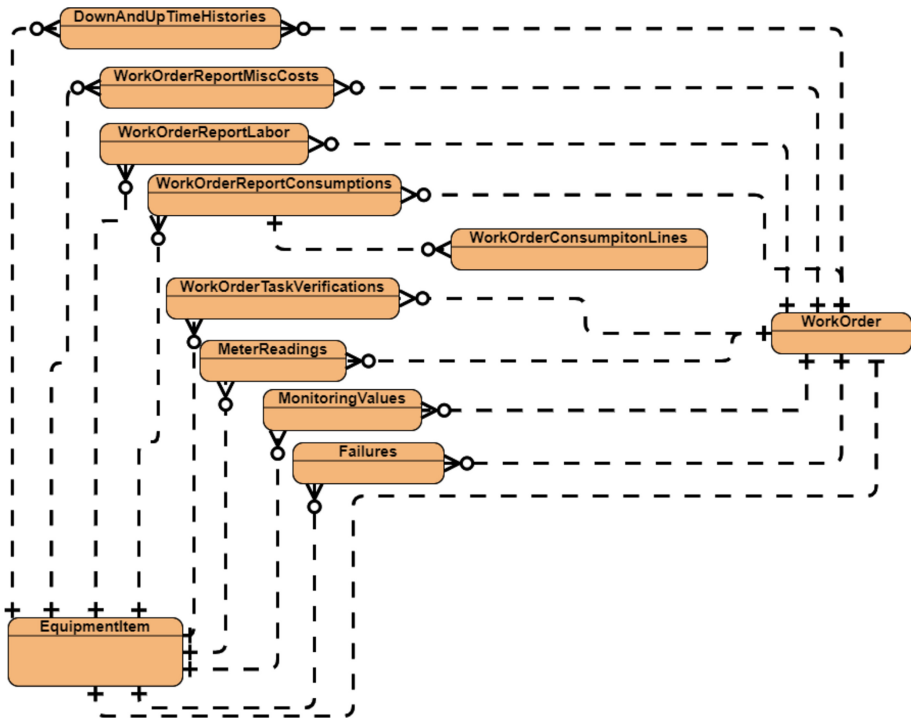 DownAndUpTimeHistories
WorkOrderReportMiscCosts
WorkOrderReportLabor
WorkOrderReportConsumptions
WorkOrderConsumpitonLines
WorkOrderTaskVerifications
WorkOrder
MeterReadings
MonitoringValues
Failures
EquipmentItem